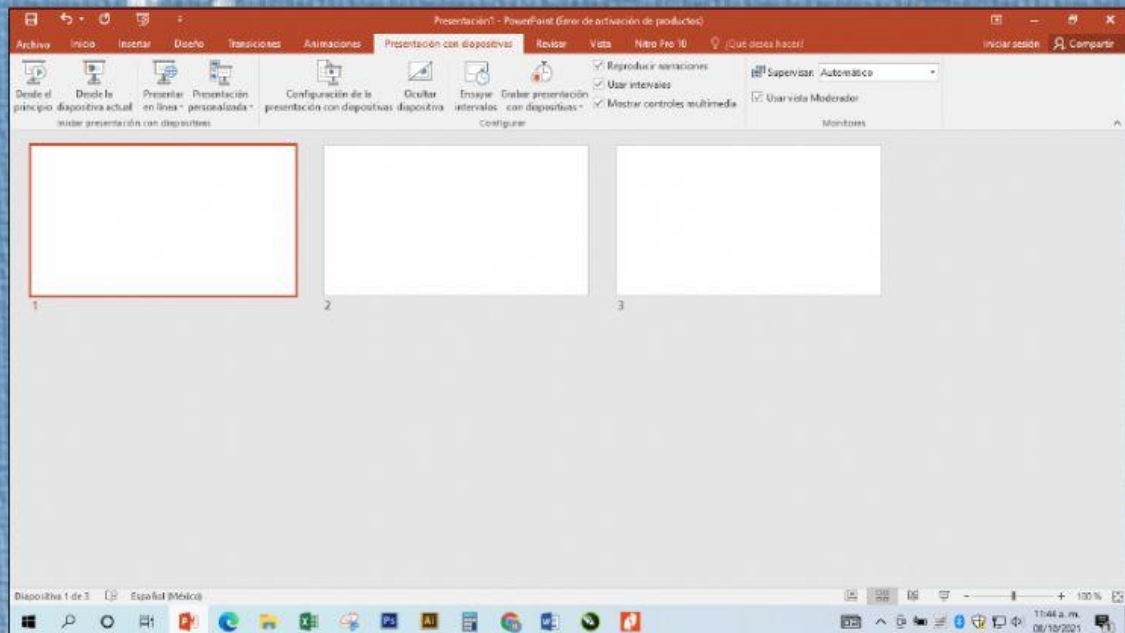 Presentación1 - PowerPoint (Error de activación de productos)
Archivo Inicio Insertar Diseño Transiciones Animaciones Presentación con diapositivas Revisar Vista Nitro Pro 10 ¿Qué desea hacer? Iniciar sesión Compartir
Desde el principio
Desde la diapositiva actual
Presentar en línea
Presentación personalizada
Iniciar presentación con diapositivas
Configuración de la presentación con diapositivas
Ocultar diapositiva
Ensayar intervalos
Grabar presentación con diapositivas
Reproducir narraciones
Usar intervalos
Mostrar controles multimedia
Configurar
Supervisar: Automático
Usar vista Moderador
Monitores
1
2
3
Diapositiva 1 de 3 Español (México) 100 %
Ps Ai
11:44 a. m.
08/10/2021